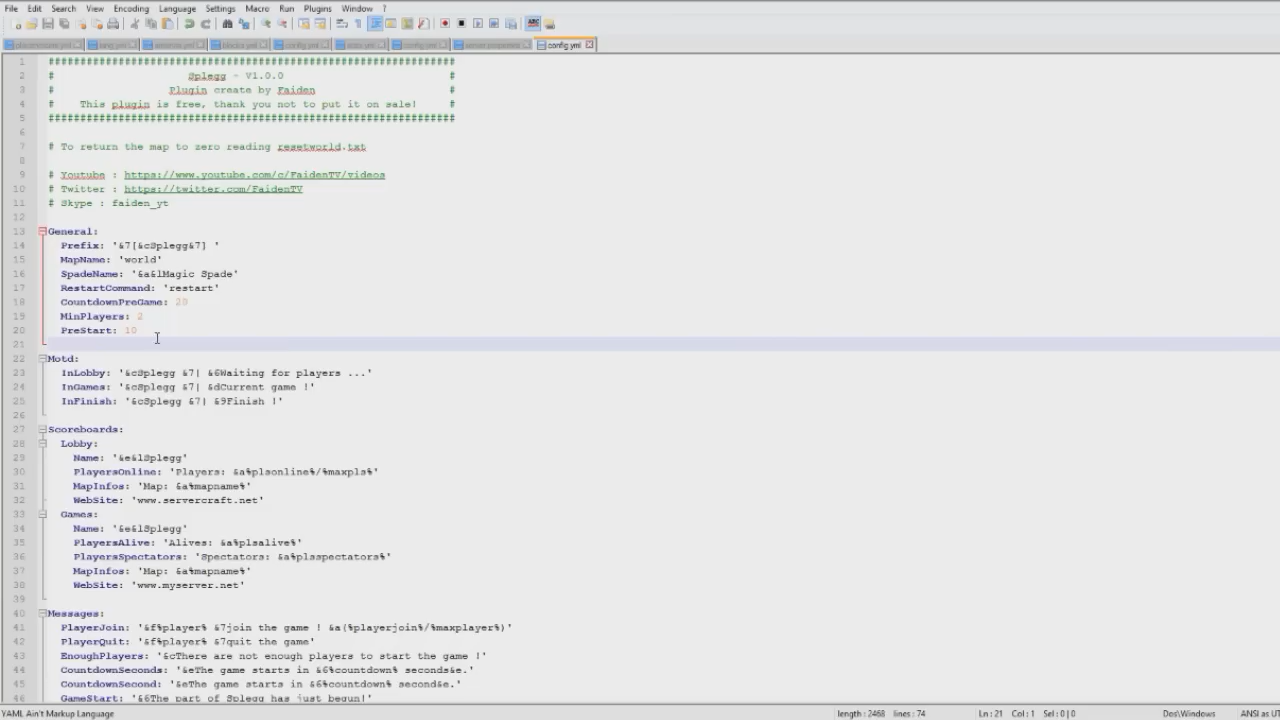 File Edit Search View Encoding Language Settings Macro Run Plugins Window ?
config.yml
1 ################################################################
2 # Splegg - V1.0.0 #
3 # Plugin create by Faiden #
4 # This plugin is free, thank you not to put it on sale! #
5 ################################################################
6
7 # To return the map to zero reading resetworld.txt
8
9 # Youtube : https://www.youtube.com/c/FaidenTV/videos
10 # Twitter : https://twitter.com/FaidenTV
11 # Skype : faiden_yt
12
13 General:
14 Prefix: '&7[&cSplegg&7] '
15 MapName: 'world'
16 SpadeName: '&a&lMagic Spade'
17 RestartCommand: 'restart'
18 CountdownPreGame: 20
19 MinPlayers: 2
20 PreStart: 10
21
22 Motd:
23 InLobby: '&cSplegg &7| &6Waiting for players ...'
24 InGames: '&cSplegg &7| &dCurrent game !'
25 InFinish: '&cSplegg &7| &9Finish !'
26
27 Scoreboards:
28 Lobby:
29 Name: '&e&lSplegg'
30 PlayersOnline: 'Players: &a%plsonline%/%maxpls%'
31 MapInfos: 'Map: &a%mapname%'
32 WebSite: 'www.servercraft.net'
33 Games:
34 Name: '&e&lSplegg'
35 PlayersAlive: 'Alives: &a%plsalive%'
36 PlayersSpectators: 'Spectators: &a%plsspectators%'
37 MapInfos: 'Map: &a%mapname%'
38 WebSite: 'www.myserver.net'
39
40 Messages:
41 PlayerJoin: '&f%player% &7join the game ! &a(%playerjoin%/%maxplayer%)'
42 PlayerQuit: '&f%player% &7quit the game'
43 EnoughPlayers: '&cThere are not enough players to start the game !'
44 CountdownSeconds: '&eThe game starts in &6%countdown% seconds&e.'
45 CountdownSecond: '&eThe game starts in &6%countdown% second&e.'
46 GameStart: '&6The part of Splegg has just begun!'
YAML Ain't Markup Language length : 2468 lines : 74 Ln : 21 Col : 1 Sel : 0 | 0 Dos\Windows ANSI as UT